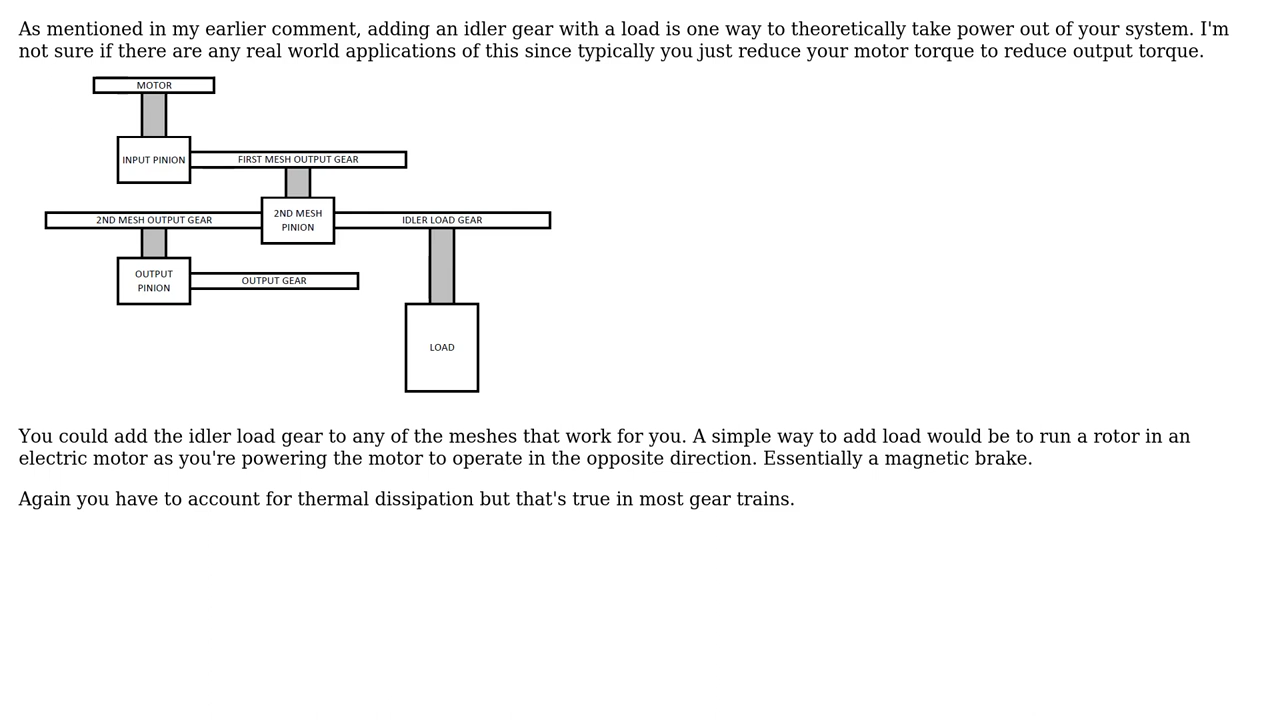 As mentioned in my earlier comment, adding an idler gear with a load is one way to theoretically take power out of your system. I'm
not sure if there are any real world applications of this since typically you just reduce your motor torque to reduce output torque.
MOTOR
INPUT PINION
FIRST MESH OUTPUT GEAR
2ND MESH OUTPUT GEAR
2ND MESH
PINION
IDLER LOAD GEAR
OUTPUT
PINION
OUTPUT GEAR
LOAD
You could add the idler load gear to any of the meshes that work for you. A simple way to add load would be to run a rotor in an
electric motor as you're powering the motor to operate in the opposite direction. Essentially a magnetic brake.
Again you have to account for thermal dissipation but that's true in most gear trains.